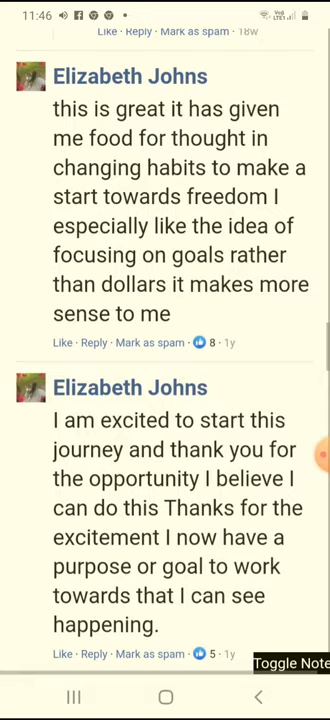 11:46
Like · Reply · Mark as spam · 18w
Elizabeth Johns
this is great it has given
me food for thought in
changing habits to make a
start towards freedom I
especially like the idea of
focusing on goals rather
than dollars it makes more
sense to me
Like · Reply · Mark as spam · 8 · 1y
Elizabeth Johns
I am excited to start this
journey and thank you for
the opportunity I believe I
can do this Thanks for the
excitement I now have a
purpose or goal to work
towards that I can see
happening.
Like · Reply · Mark as spam · 5 · 1y
Toggle Note